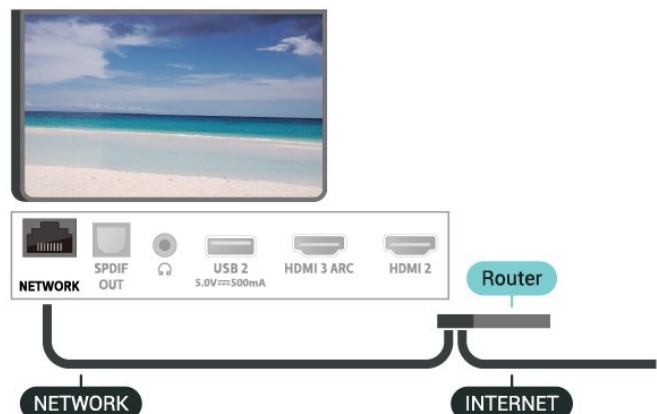 NETWORK
SPDIF
OUT
USB 2
5.0V⎓500mA
HDMI 3 ARC
HDMI 2
Router
NETWORK
INTERNET